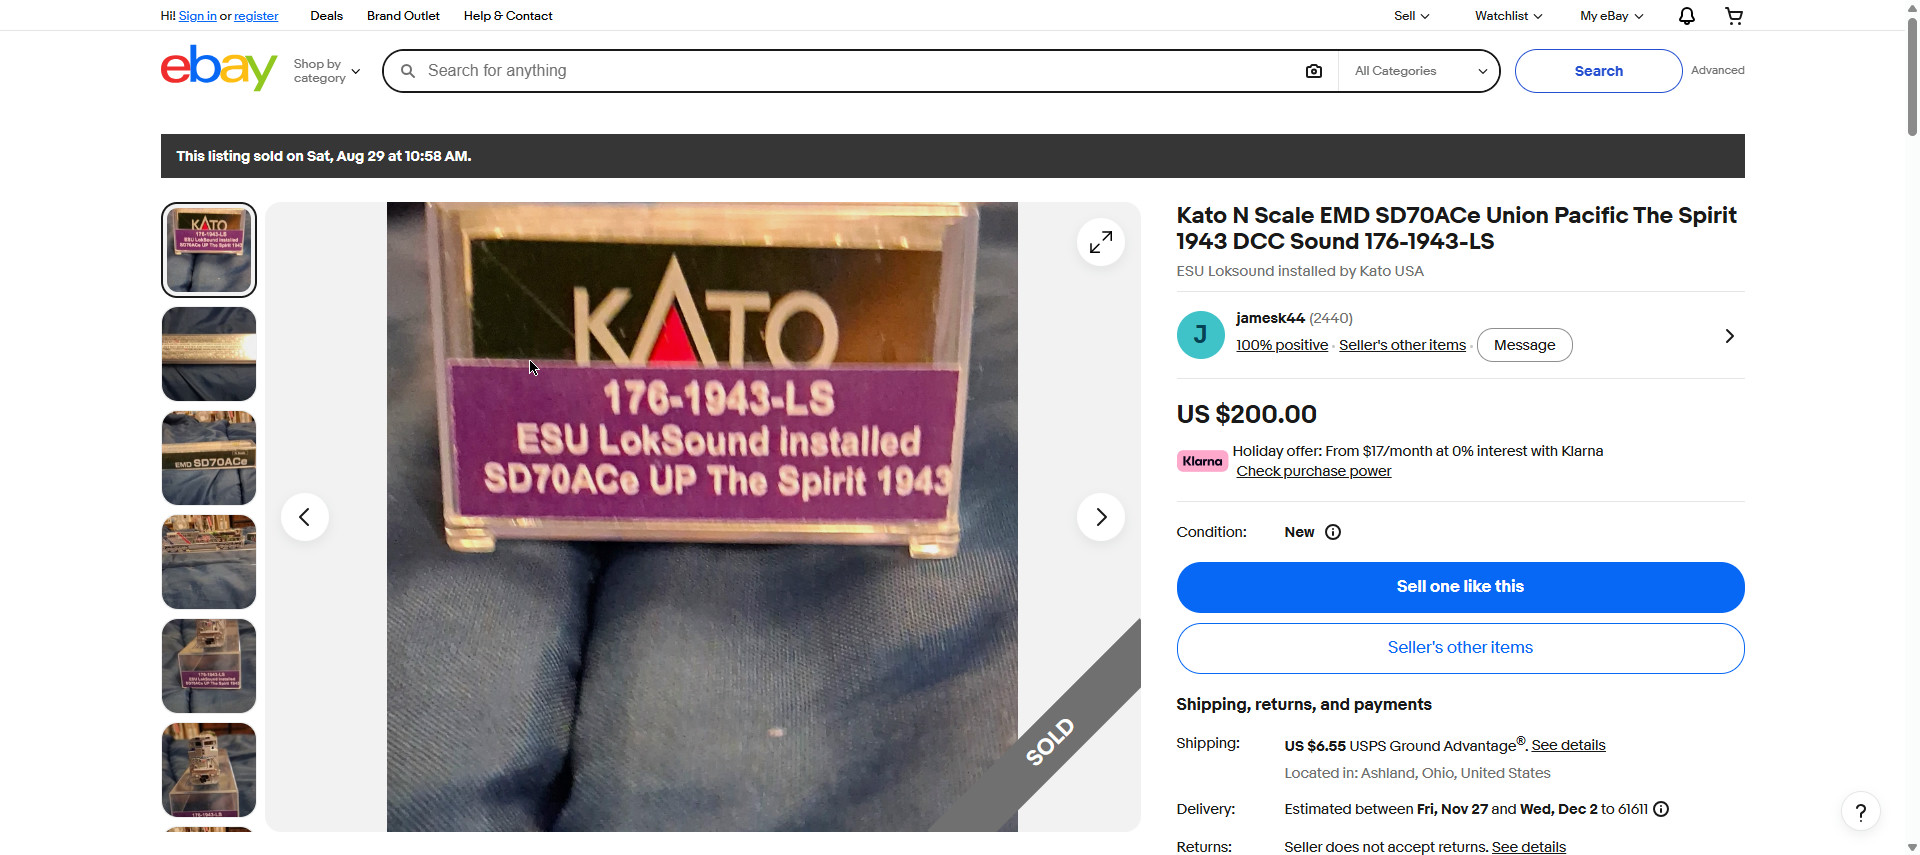 Hi! Sign in or register
Deals
Brand Outlet
Help & Contact
Sell
Watchlist
My eBay
ebay
Shop by category
Search for anything
All Categories
Search
Advanced
This listing sold on Sat, Aug 29 at 10:58 AM.
KATO
176-1943-LS
ESU LokSound installed
SD70ACe UP The Spirit 1943
EMD SD70ACe
SOLD
Kato N Scale EMD SD70ACe Union Pacific The Spirit
1943 DCC Sound 176-1943-LS
ESU Loksound installed by Kato USA
J
jamesk44 (2440)
100% positive · Seller's other items · Message
US $200.00
Klarna
Holiday offer: From $17/month at 0% interest with Klarna
Check purchase power
Condition: New
Sell one like this
Seller's other items
Shipping, returns, and payments
Shipping: US $6.55 USPS Ground Advantage®. See details
Located in: Ashland, Ohio, United States
Delivery: Estimated between Fri, Nov 27 and Wed, Dec 2 to 61611
Returns: Seller does not accept returns. See details
?